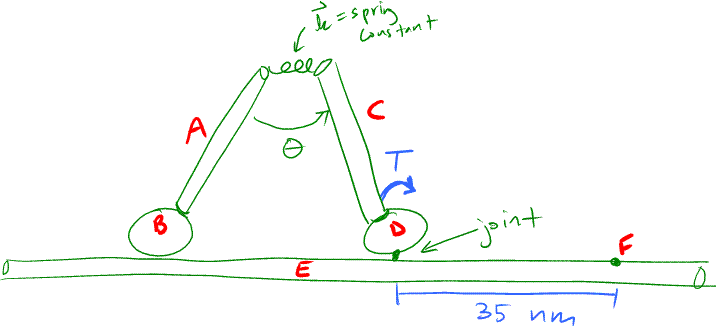 k = spring
constant
A
C
θ
T
B
D
joint
F
E
35 nm